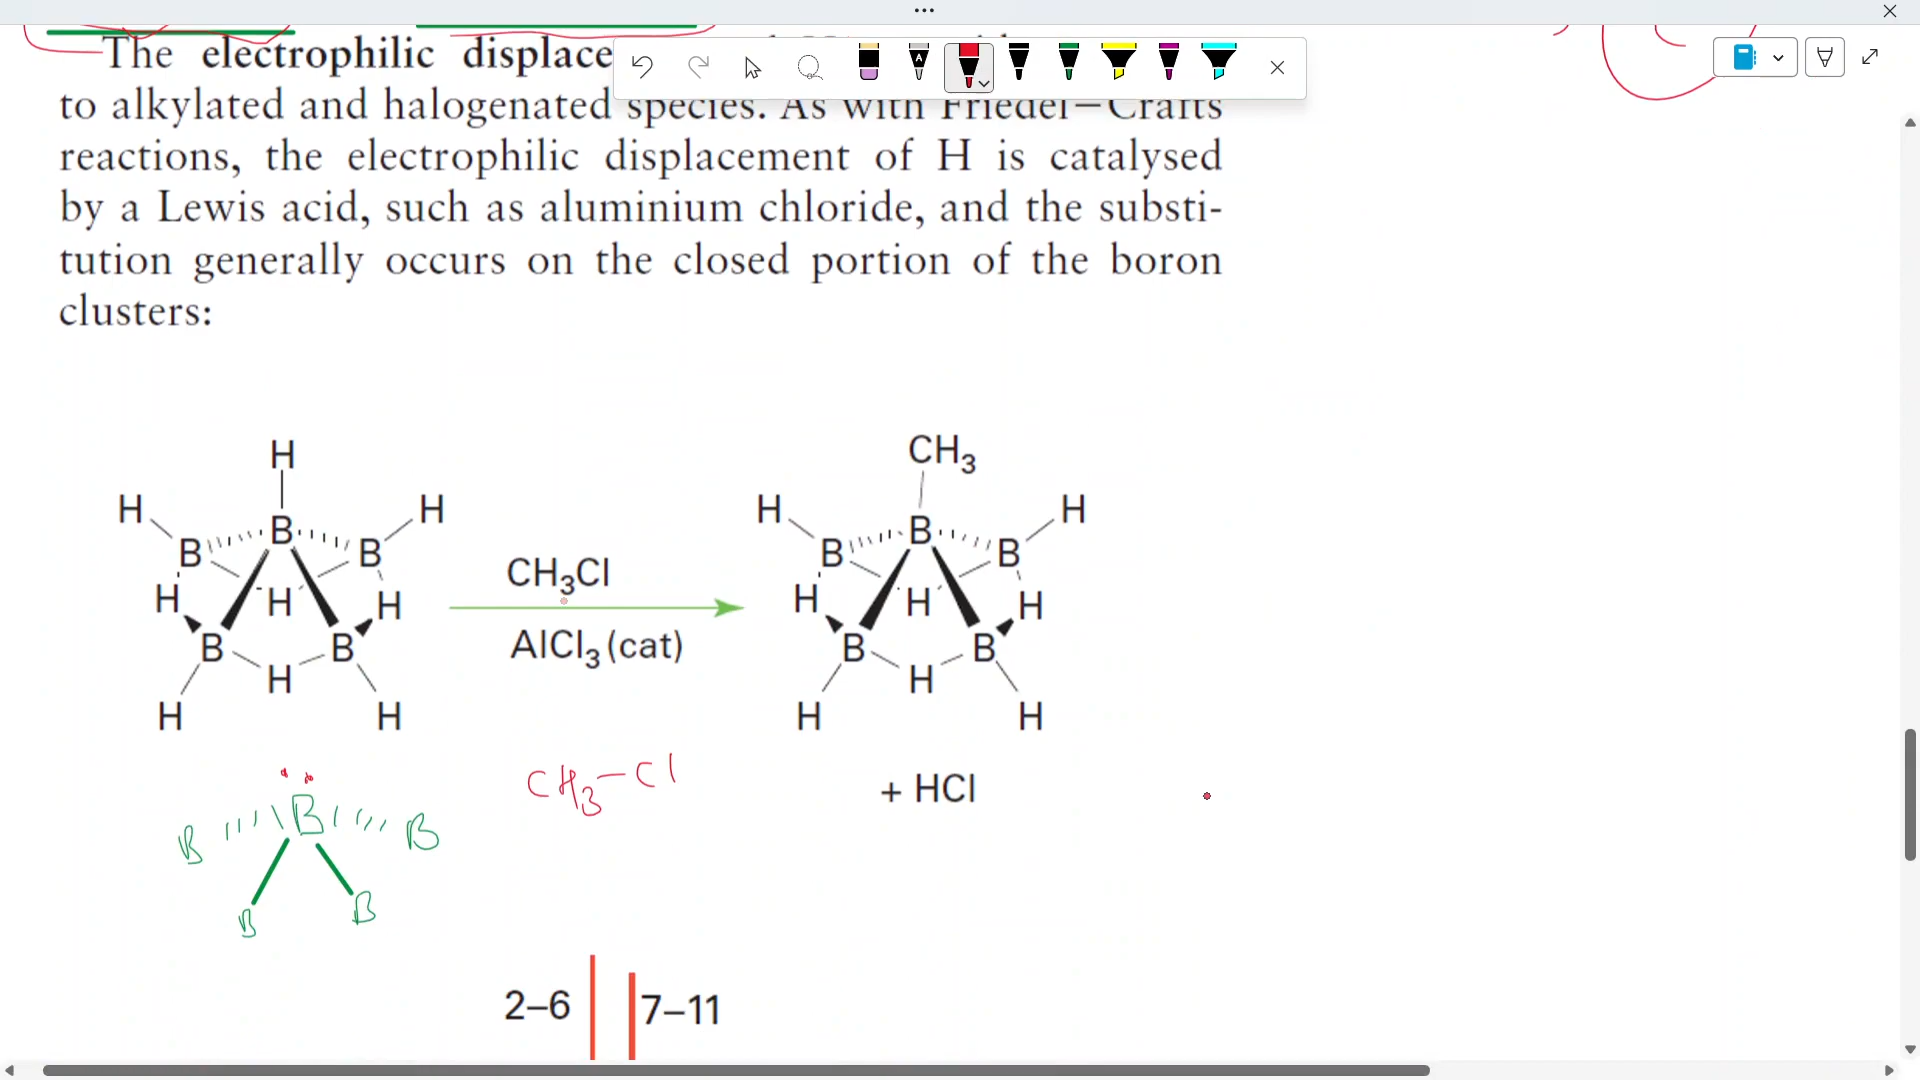 The electrophilic displace
to alkylated and halogenated species. As with Friedel–Crafts
reactions, the electrophilic displacement of H is catalysed
by a Lewis acid, such as aluminium chloride, and the substi-
tution generally occurs on the closed portion of the boron
clusters:
H CH3
H H H H
B B B B B B
CH3Cl
H H H H H H
AlCl3 (cat)
B B B B
H H
H H H H
CH3–Cl + HCl
B B B
B B
2–6 7–11